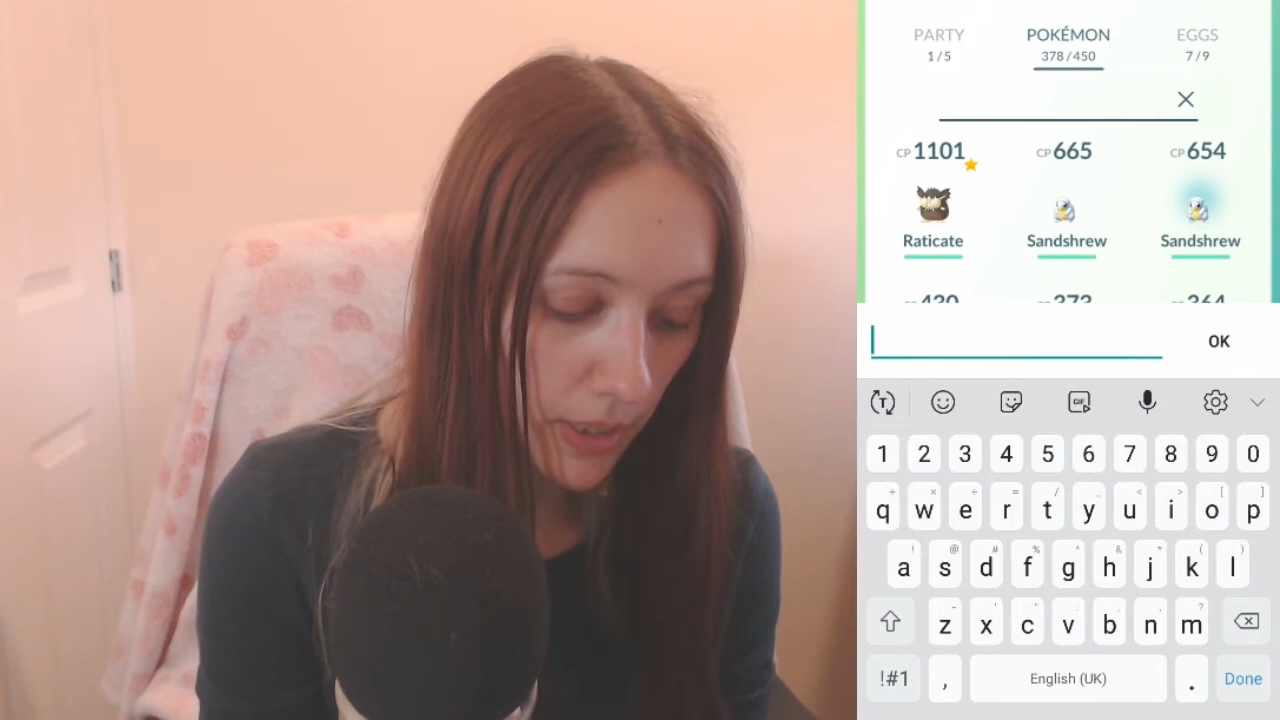 PARTY
POKÉMON
EGGS
1/5
378/450
7/9
CP 1101
CP 665
CP 654
Raticate
Sandshrew
Sandshrew
OK
T
GIF
1 2 3 4 5 6 7 8 9 0
q w e r t y u i o p
a s d f g h j k l
z x c v b n m
!#1
,
English (UK)
.
Done